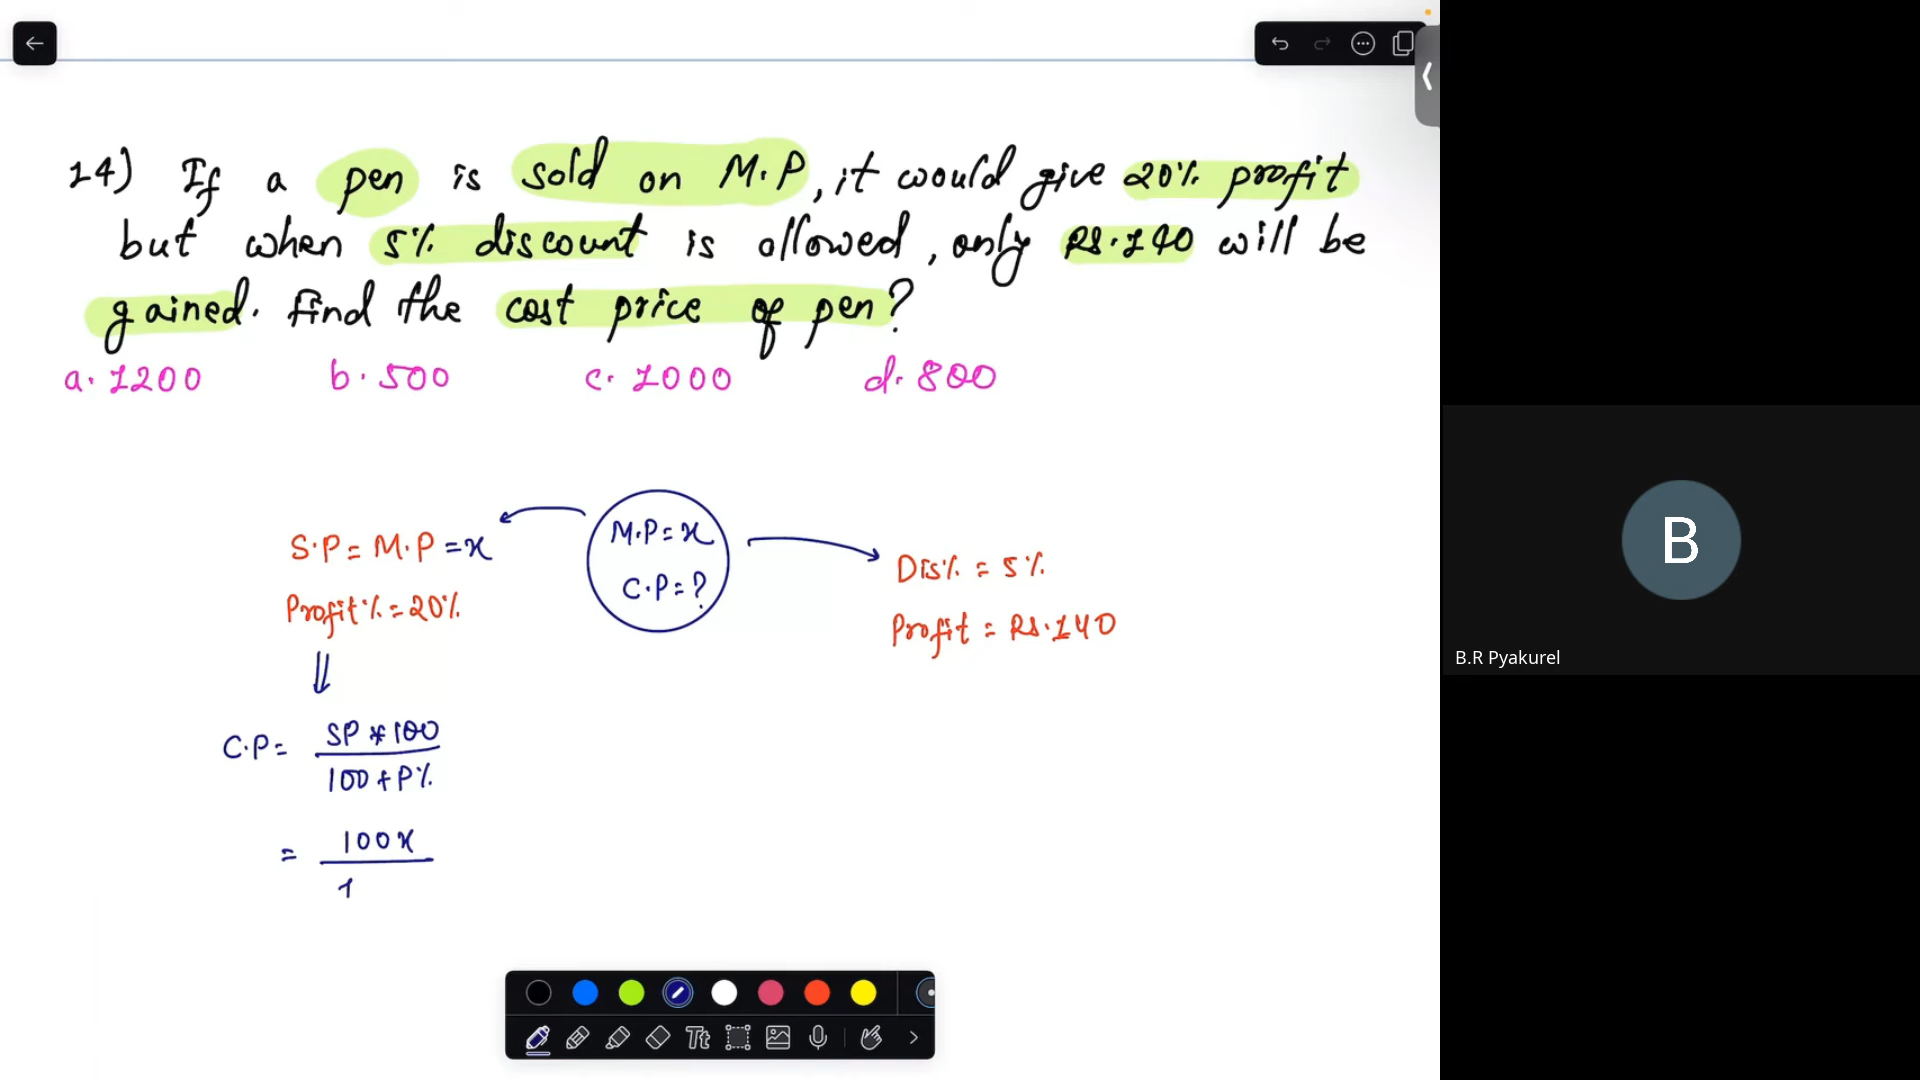 14) If a pen is sold on M.P, it would give 20% profit
but when 5% discount is allowed, only Rs.140 will be
gained. find the cost price of pen?
a. 1200 b. 500 c. 1000 d. 800
M.P = x
S.P = M.P = x
C.P = ?
Dis% = 5%
Profit% = 20%
Profit = Rs.140
C.P = SP * 100
100 + P%
= 100x
1
Tt
B
B.R Pyakurel